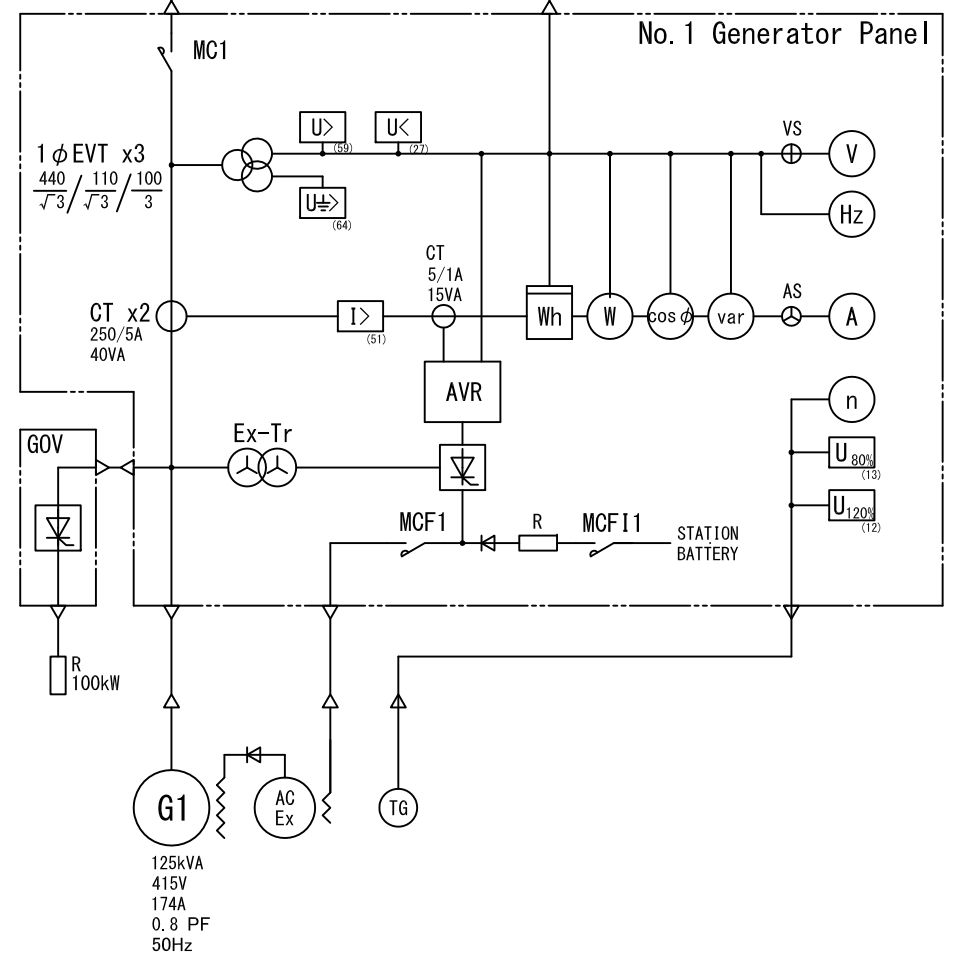 No.1 Generator Panel
MC1
1φEVT x3
440/√3 / 110/√3 / 100/3
U>
(59)
U<
(27)
U⏚>
(64)
VS
V
Hz
CT x2
250/5A
40VA
I>
(51)
CT
5/1A
15VA
Wh
W
cosφ
var
AS
A
AVR
n
U 80%
(13)
U 120%
(12)
GOV
Ex-Tr
MCF1
R
MCFI1
STATION
BATTERY
R
100kW
G1
AC
Ex
TG
125kVA
415V
174A
0.8 PF
50Hz